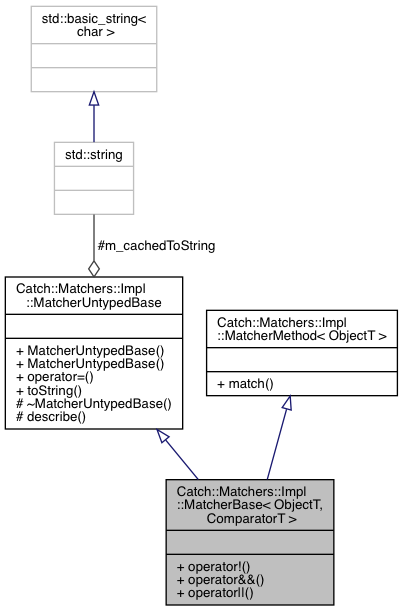 std::basic_string<
char >
std::string
#m_cachedToString
Catch::Matchers::Impl
::MatcherUntypedBase
+ MatcherUntypedBase()
+ MatcherUntypedBase()
+ operator=()
+ toString()
# ~MatcherUntypedBase()
# describe()
Catch::Matchers::Impl
::MatcherMethod< ObjectT >
+ match()
Catch::Matchers::Impl
::MatcherBase< ObjectT,
ComparatorT >
+ operator!()
+ operator&&()
+ operator||()